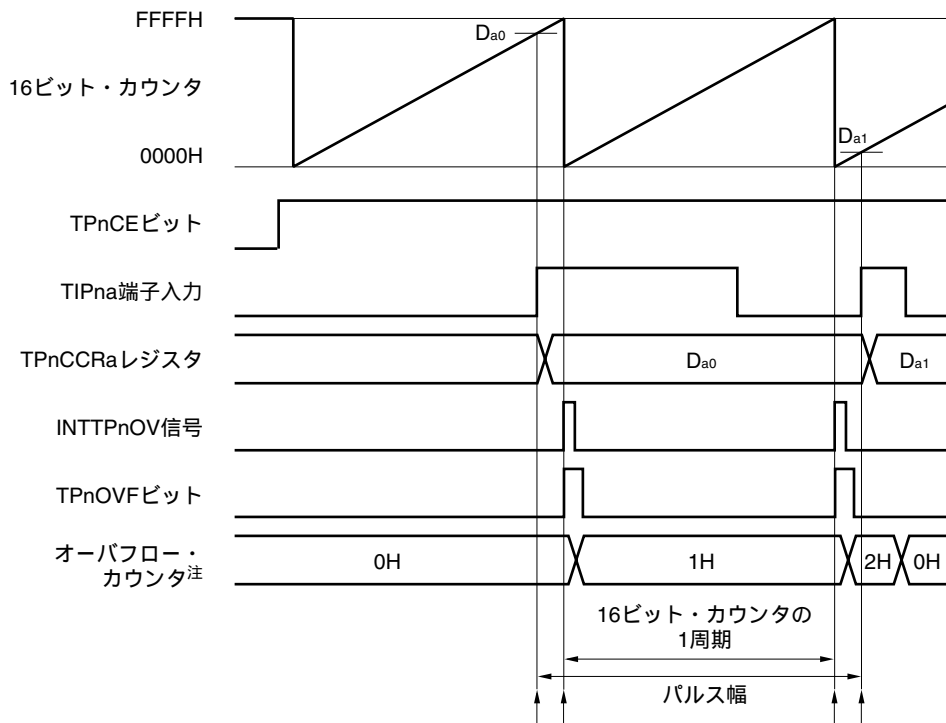 FFFFH
Da0
16ビット・カウンタ
Da1
0000H
TPnCEビット
TIPna端子入力
TPnCCRaレジスタ
Da0
Da1
INTTPnOV信号
TPnOVFビット
オーバフロー・
カウンタ注
0H
1H
2H
0H
16ビット・カウンタの
1周期
パルス幅